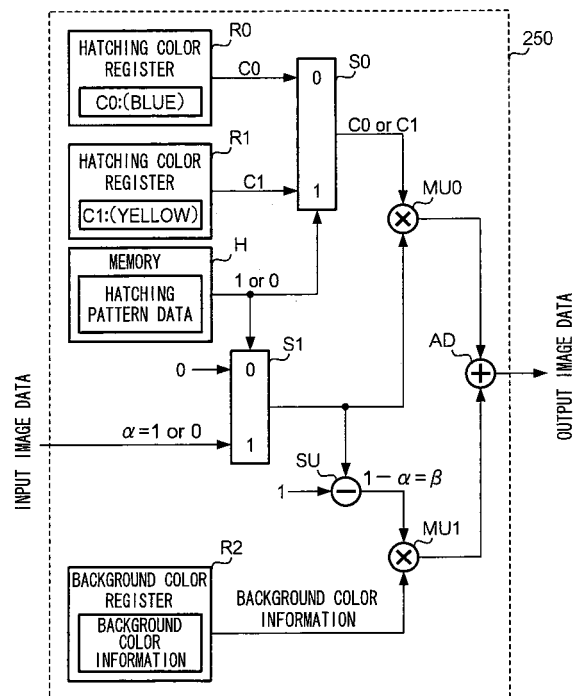 R0
250
HATCHING COLOR
REGISTER
C0:(BLUE)
C0
S0
0
C0 or C1
R1
HATCHING COLOR
REGISTER
C1:(YELLOW)
C1
1
MU0
×
H
MEMORY
HATCHING
PATTERN DATA
1 or 0
S1
0
0
AD
+
OUTPUT IMAGE DATA
INPUT IMAGE DATA
α=1 or 0
1
SU
1
−
1−α=β
MU1
×
R2
BACKGROUND COLOR
REGISTER
BACKGROUND
COLOR
INFORMATION
BACKGROUND COLOR
INFORMATION